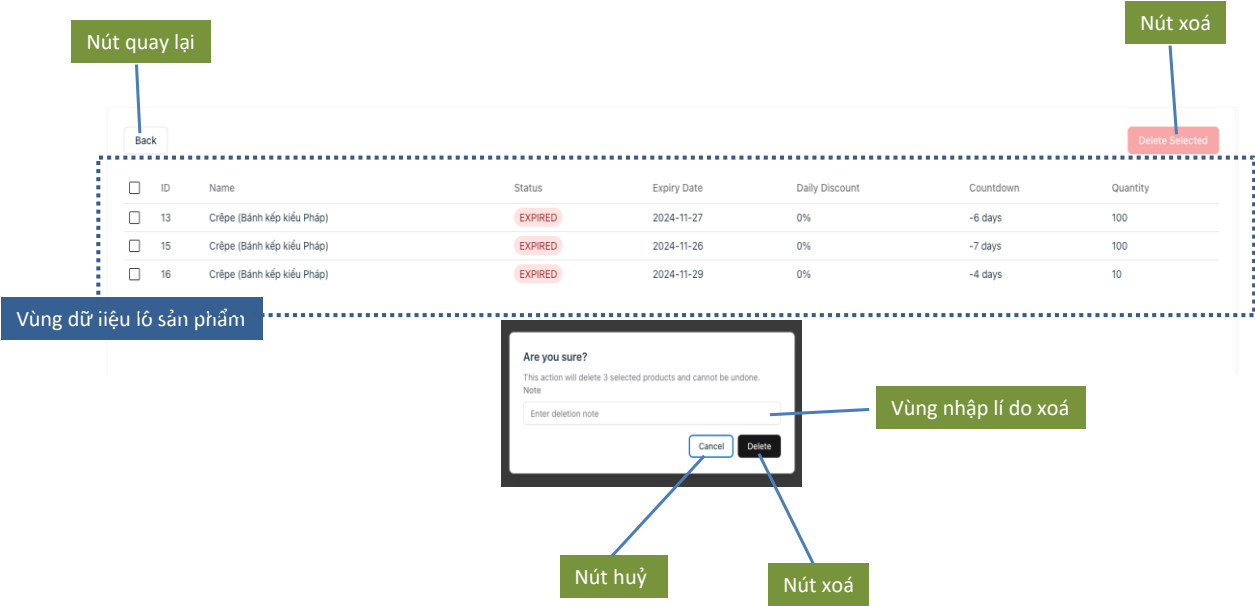 Nút xoá
Nút quay lại
Back
Delete Selected
ID Name Status Expiry Date Daily Discount Countdown Quantity
13 Crêpe (Bánh kếp kiểu Pháp) EXPIRED 2024-11-27 0% -6 days 100
15 Crêpe (Bánh kếp kiểu Pháp) EXPIRED 2024-11-26 0% -7 days 100
16 Crêpe (Bánh kếp kiểu Pháp) EXPIRED 2024-11-29 0% -4 days 10
Vùng dữ liệu lô sản phẩm
Are you sure?
This action will delete 3 selected products and cannot be undone.
Note
Enter deletion note
Vùng nhập lí do xoá
Cancel Delete
Nút huỷ
Nút xoá